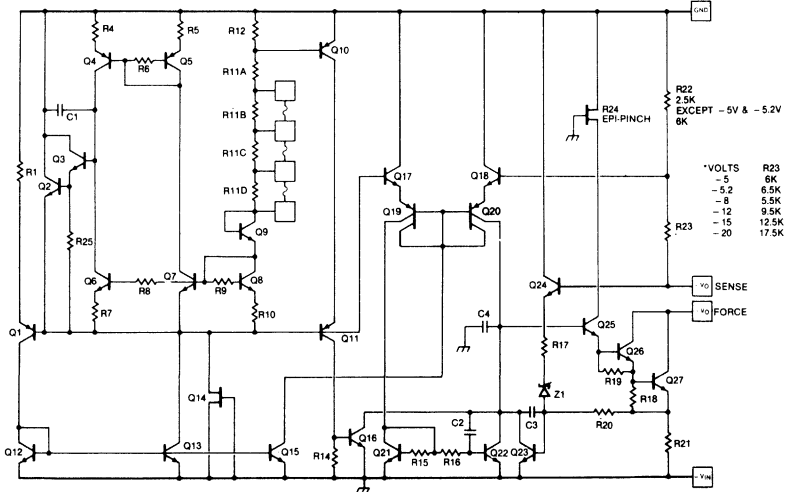 GND
R4
R5
R12
Q10
Q4
R6
Q5
R11A
R24
EPI-PINCH
R22
2.5K
EXCEPT −5V & −5.2V
6K
C1
R11B
Q3
R11C
R1
Q2
Q17
Q18
*VOLTS R23
−5 6K
−5.2 6.5K
−8 5.5K
−12 9.5K
−15 12.5K
−20 17.5K
R11D
Q19
Q20
R23
R25
Q9
Q6
R8
Q7
R9
Q8
Q24
−VO SENSE
R7
R10
−VO FORCE
Q1
Q11
C4
Q25
R17
Q26
R19
Q27
Q14
Z1
R18
C2
C3
R20
Q12
Q13
Q15
R14
Q16
Q21
R15
R16
Q22
Q23
R21
−VIN